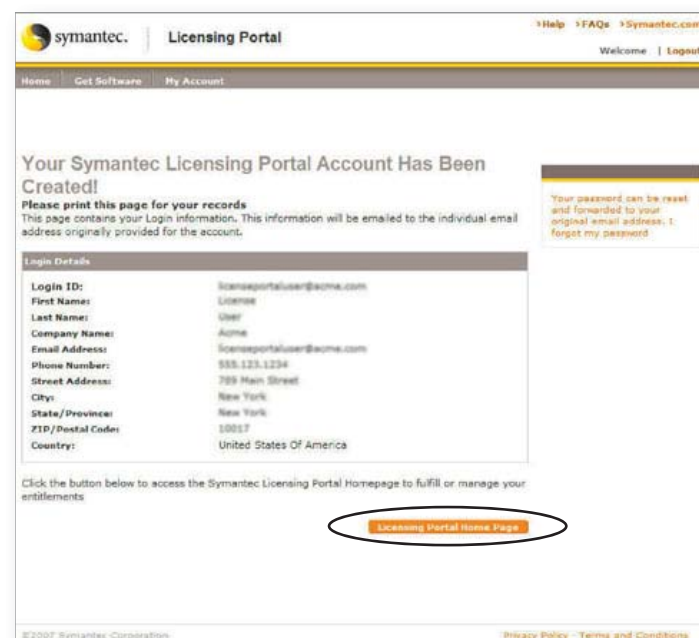 ›Help ›FAQs ›Symantec.com
symantec. Licensing Portal
Welcome | Logout
Home Get Software My Account
Your Symantec Licensing Portal Account Has Been
Created!
Please print this page for your records
This page contains your Login information. This information will be emailed to the individual email
address originally provided for the account.
Your password can be reset
and forwarded to your
original email address. I
forgot my password
Login Details
Login ID: licenseportaluser@acme.com
First Name: License
Last Name: User
Company Name: Acme
Email Address: licenseportaluser@acme.com
Phone Number: 555.123.1234
Street Address: 789 Main Street
City: New York
State/Province: New York
ZIP/Postal Code: 10017
Country: United States Of America
Click the button below to access the Symantec Licensing Portal Homepage to fulfill or manage your
entitlements
Licensing Portal Home Page
©2007 Symantec Corporation
Privacy Policy - Terms and Conditions